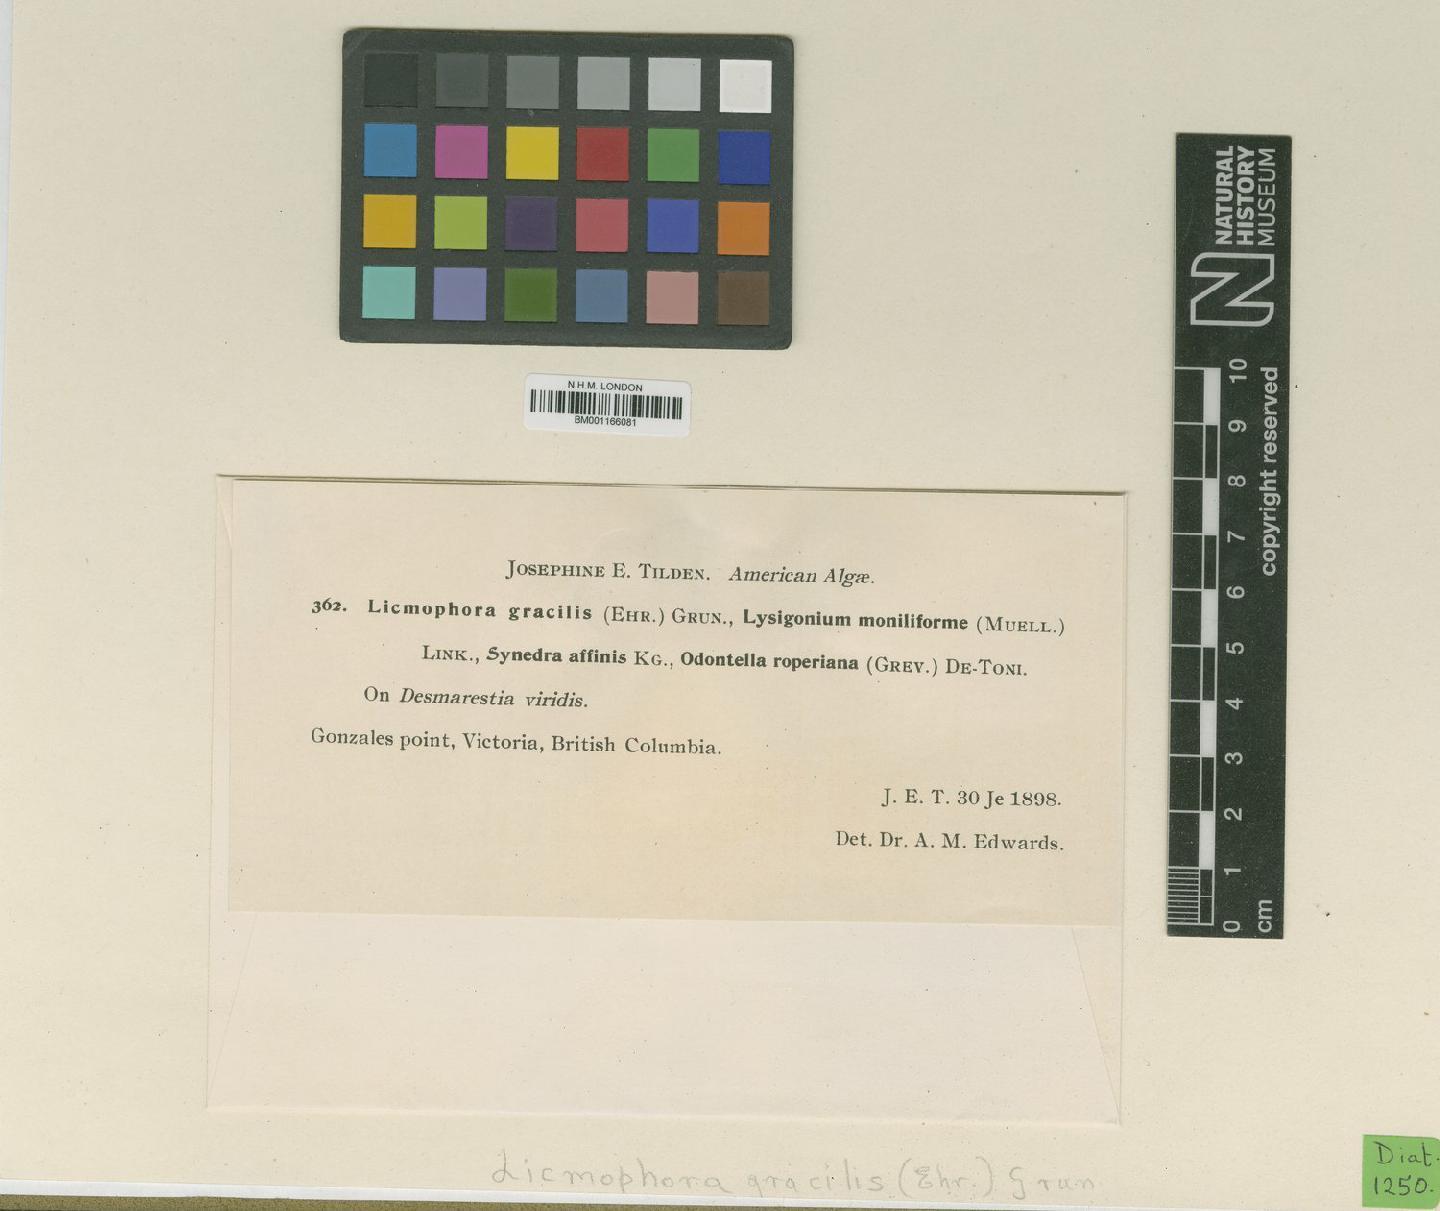 N.H.M. LONDON
BM001166081
NATURAL
HISTORY
MUSEUM
copyright reserved
10
9
8
7
6
5
4
3
2
1
0
cm
JOSEPHINE E. TILDEN. American Algæ.
362. Licmophora gracilis (EHR.) GRUN., Lysigonium moniliforme (MUELL.)
LINK., Synedra affinis KG., Odontella roperiana (GREV.) DE-TONI.
On Desmarestia viridis.
Gonzales point, Victoria, British Columbia.
J. E. T. 30 Je 1898.
Det. Dr. A. M. Edwards.
Licmophora gracilis (Ehr.) Grun
Diat.
1250.